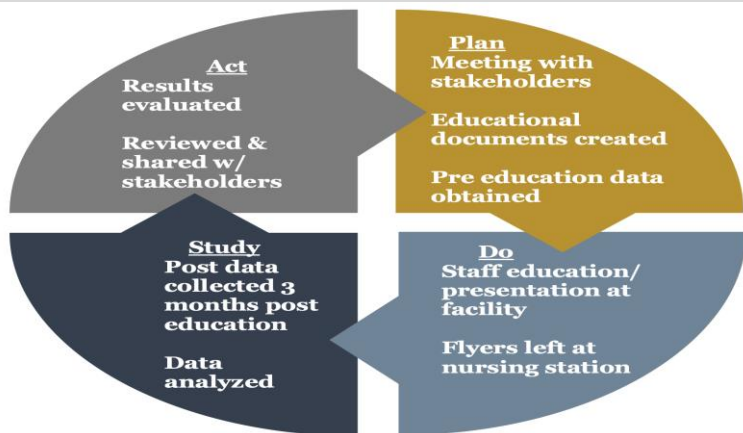 Act
Results
evaluated
Reviewed &
shared w/
stakeholders
Plan
Meeting with
stakeholders
Educational
documents created
Pre education data
obtained
Do
Staff education/
presentation at
facility
Flyers left at
nursing station
Study
Post data
collected 3
months post
education
Data
analyzed